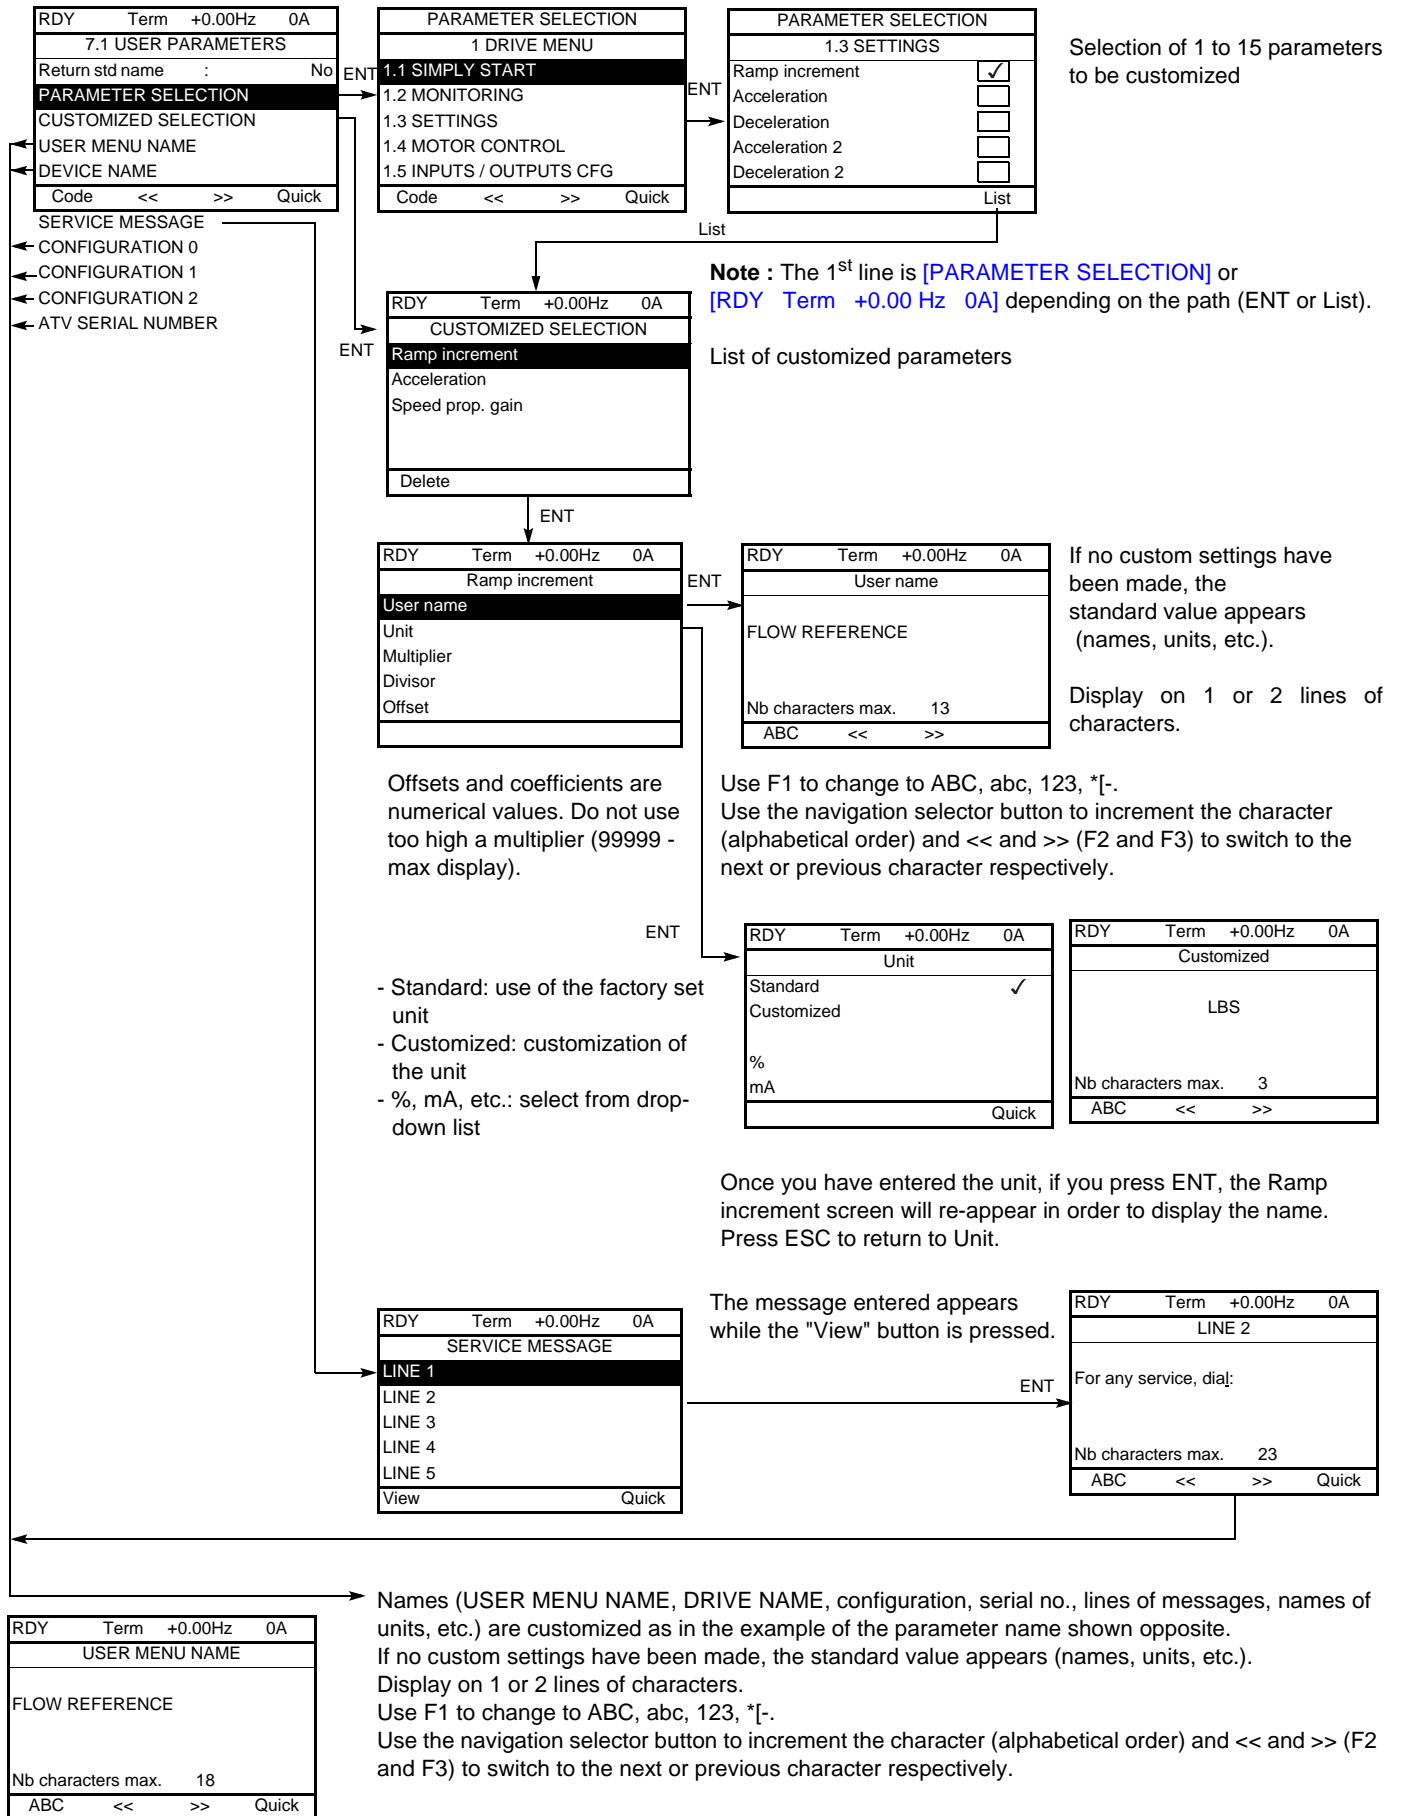 RDY Term +0.00Hz 0A
7.1 USER PARAMETERS
Return std name : No
PARAMETER SELECTION
CUSTOMIZED SELECTION
USER MENU NAME
DEVICE NAME
Code << >> Quick
SERVICE MESSAGE
CONFIGURATION 0
CONFIGURATION 1
CONFIGURATION 2
ATV SERIAL NUMBER
ENT
PARAMETER SELECTION
1 DRIVE MENU
1.1 SIMPLY START
1.2 MONITORING
1.3 SETTINGS
1.4 MOTOR CONTROL
1.5 INPUTS / OUTPUTS CFG
Code << >> Quick
ENT
PARAMETER SELECTION
1.3 SETTINGS
Ramp increment ✓
Acceleration
Deceleration
Acceleration 2
Deceleration 2
List
Selection of 1 to 15 parameters
to be customized
List
Note : The 1st line is [PARAMETER SELECTION] or
[RDY Term +0.00 Hz 0A] depending on the path (ENT or List).
ENT
RDY Term +0.00Hz 0A
CUSTOMIZED SELECTION
Ramp increment
Acceleration
Speed prop. gain
Delete
List of customized parameters
ENT
RDY Term +0.00Hz 0A
Ramp increment
User name
Unit
Multiplier
Divisor
Offset
ENT
RDY Term +0.00Hz 0A
User name
FLOW REFERENCE
Nb characters max. 13
ABC << >>
If no custom settings have
been made, the
standard value appears
(names, units, etc.).
Display on 1 or 2 lines of
characters.
Offsets and coefficients are
numerical values. Do not use
too high a multiplier (99999 -
max display).
Use F1 to change to ABC, abc, 123, *[-.
Use the navigation selector button to increment the character
(alphabetical order) and << and >> (F2 and F3) to switch to the
next or previous character respectively.
ENT
- Standard: use of the factory set
unit
- Customized: customization of
the unit
- %, mA, etc.: select from drop-
down list
RDY Term +0.00Hz 0A
Unit
Standard ✓
Customized
%
mA
Quick
RDY Term +0.00Hz 0A
Customized
LBS
Nb characters max. 3
ABC << >>
Once you have entered the unit, if you press ENT, the Ramp
increment screen will re-appear in order to display the name.
Press ESC to return to Unit.
RDY Term +0.00Hz 0A
SERVICE MESSAGE
LINE 1
LINE 2
LINE 3
LINE 4
LINE 5
View Quick
The message entered appears
while the "View" button is pressed.
ENT
RDY Term +0.00Hz 0A
LINE 2
For any service, dial:
Nb characters max. 23
ABC << >> Quick
Names (USER MENU NAME, DRIVE NAME, configuration, serial no., lines of messages, names of
units, etc.) are customized as in the example of the parameter name shown opposite.
If no custom settings have been made, the standard value appears (names, units, etc.).
Display on 1 or 2 lines of characters.
Use F1 to change to ABC, abc, 123, *[-.
Use the navigation selector button to increment the character (alphabetical order) and << and >> (F2
and F3) to switch to the next or previous character respectively.
RDY Term +0.00Hz 0A
USER MENU NAME
FLOW REFERENCE
Nb characters max. 18
ABC << >> Quick